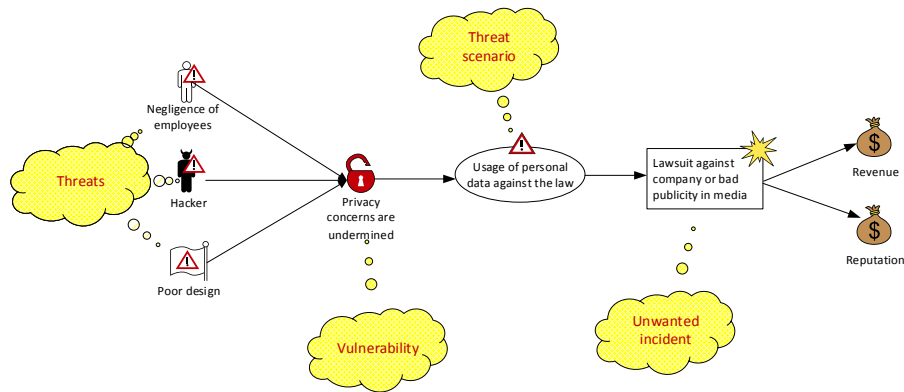 Threat
scenario
Negligence of
employees
Threats
Hacker
Poor design
Privacy
concerns are
undermined
Vulnerability
Usage of personal
data against the law
Lawsuit against
company or bad
publicity in media
Unwanted
incident
$
Revenue
$
Reputation